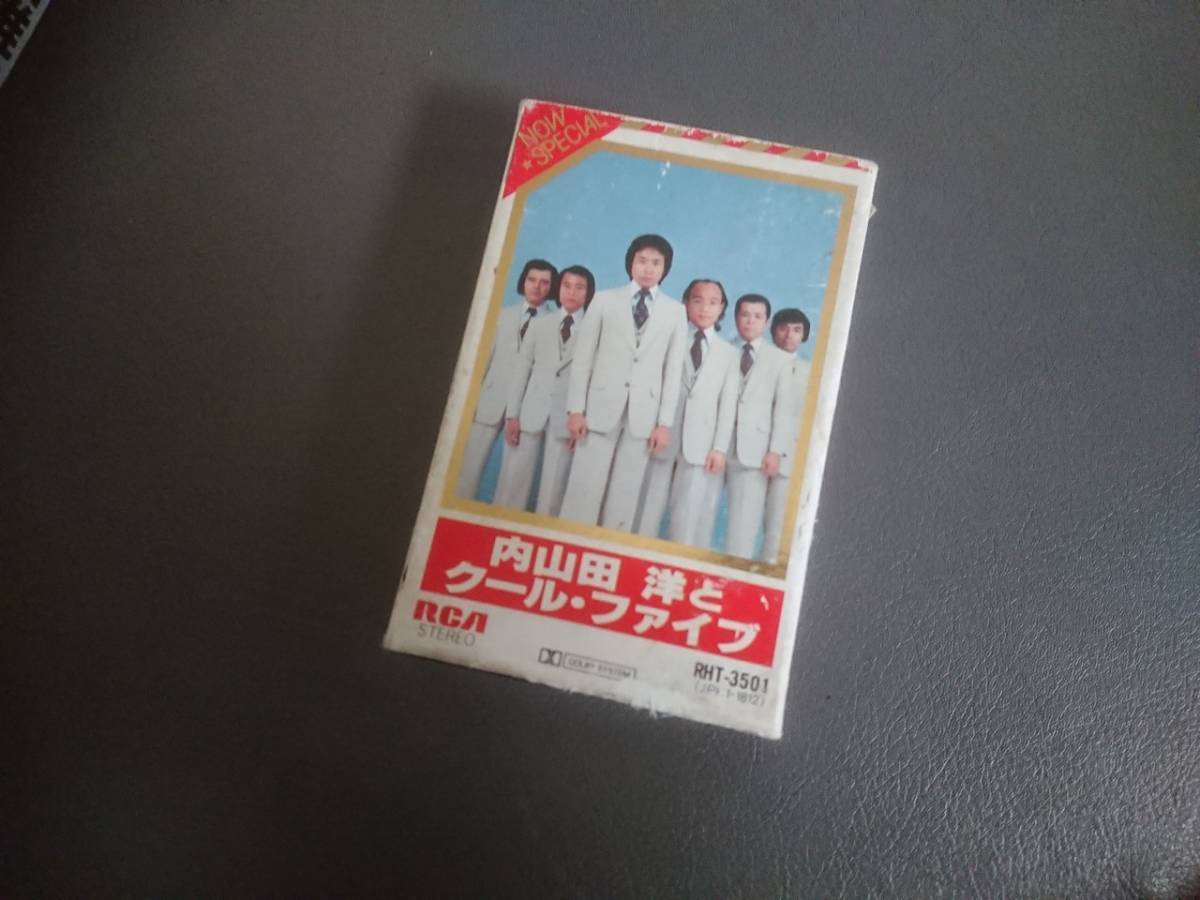 NOW
★SPECIAL
内山田 洋と
クール・ファイブ
RCA
STEREO
DOLBY SYSTEM
RHT-3501